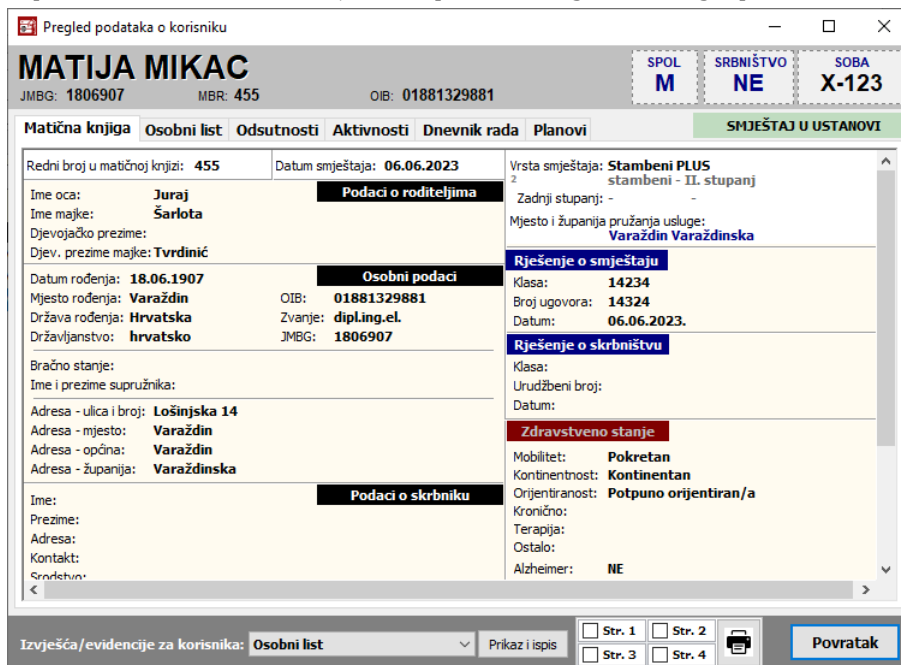 Pregled podataka o korisniku
MATIJA MIKAC
JMBG: 1806907 MBR: 455 OIB: 01881329881
SPOL
M
SRBNIŠTVO
NE
SOBA
X-123
Matična knjiga Osobni list Odsutnosti Aktivnosti Dnevnik rada Planovi
SMJEŠTAJ U USTANOVI
Redni broj u matičnoj knjizi: 455 Datum smještaja: 06.06.2023
Ime oca: Juraj Podaci o roditeljima
Ime majke: Šarlota
Djevojačko prezime:
Djev. prezime majke: Tvrdinić
Datum rođenja: 18.06.1907 Osobni podaci
Mjesto rođenja: Varaždin OIB: 01881329881
Država rođenja: Hrvatska Zvanje: dipl.ing.el.
Državljanstvo: hrvatsko JMBG: 1806907
Bračno stanje:
Ime i prezime supružnika:
Adresa - ulica i broj: Lošinjska 14
Adresa - mjesto: Varaždin
Adresa - općina: Varaždin
Adresa - županija: Varaždinska
Ime: Podaci o skrbniku
Prezime:
Adresa:
Kontakt:
Srodstvo:
Vrsta smještaja: Stambeni PLUS
2 stambeni - II. stupanj
Zadnji stupanj: - -
Mjesto i županija pružanja usluge:
Varaždin Varaždinska
Rješenje o smještaju
Klasa: 14234
Broj ugovora: 14324
Datum: 06.06.2023.
Rješenje o skrbništvu
Klasa:
Urudžbeni broj:
Datum:
Zdravstveno stanje
Mobilitet: Pokretan
Kontinentnost: Kontinentan
Orijentiranost: Potpuno orijentiran/a
Kronično:
Terapija:
Ostalo:
Alzheimer: NE
Izvješća/evidencije za korisnika: Osobni list Prikaz i ispis
Str. 1 Str. 2
Str. 3 Str. 4
Povratak